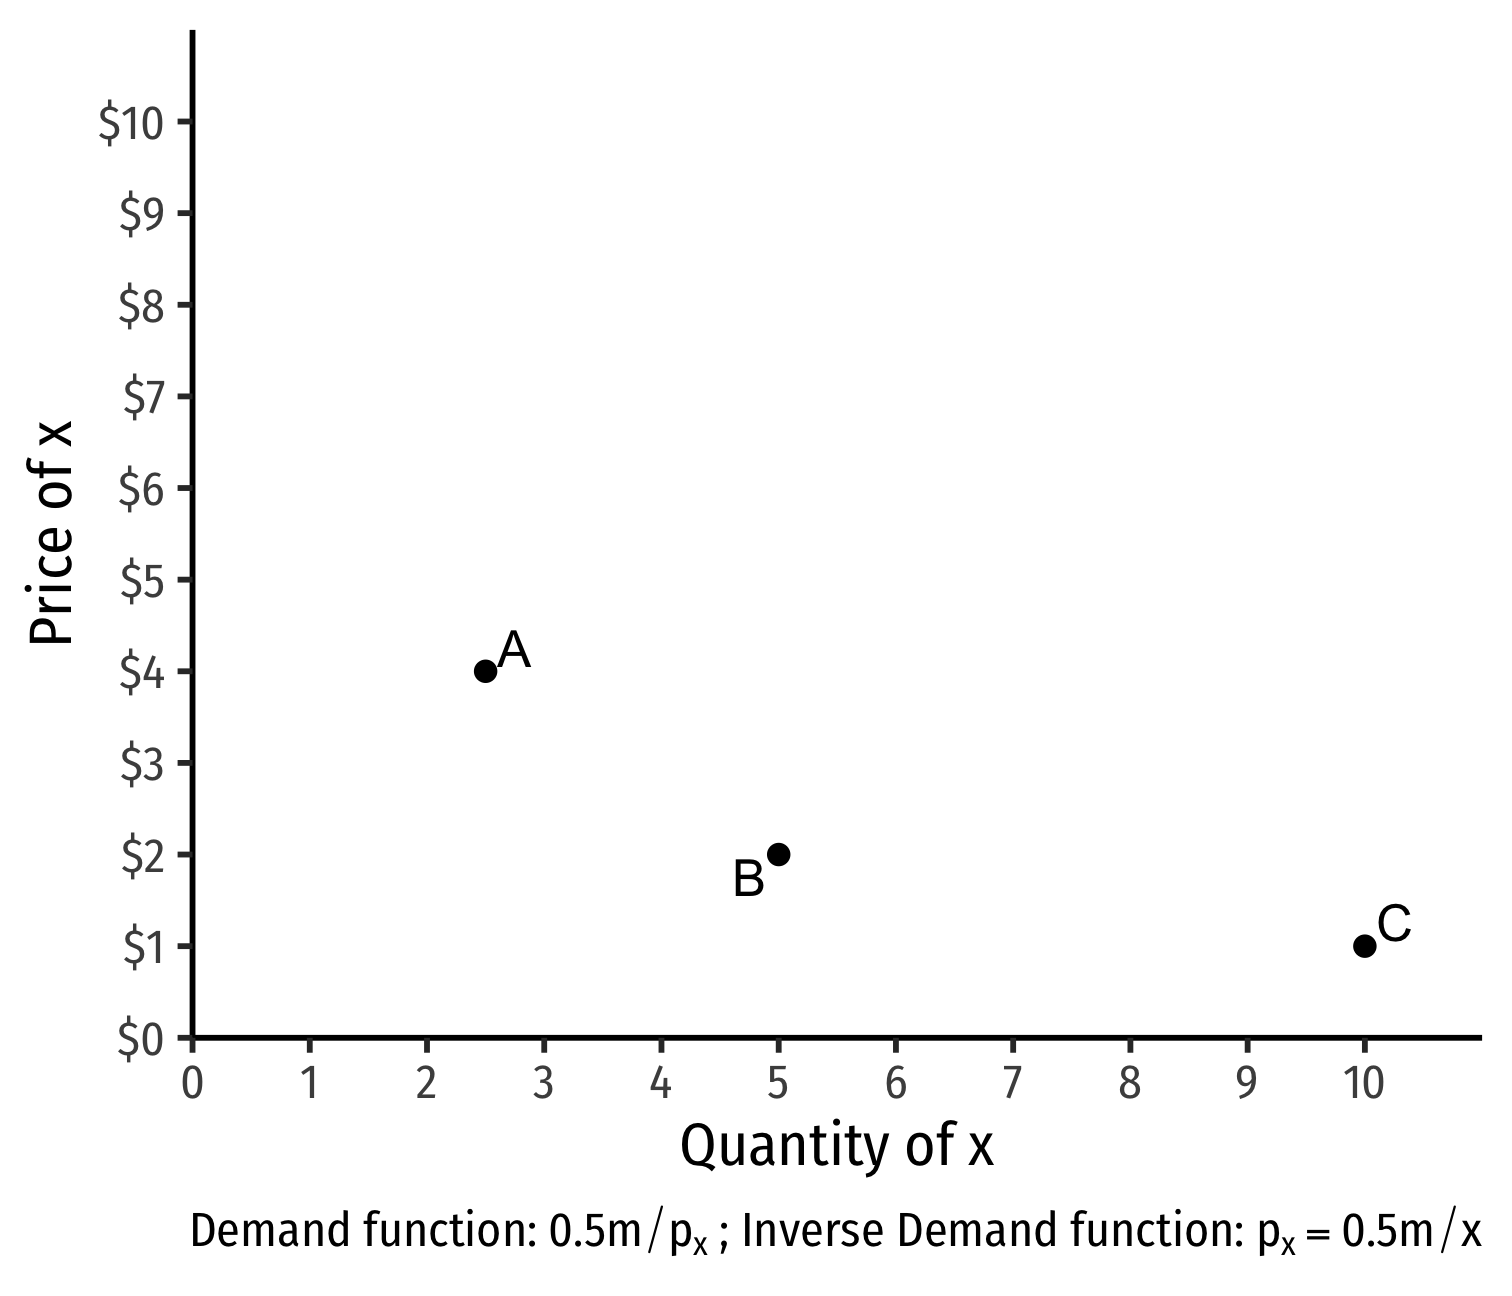 $10
$9
$8
$7
$6
$5
$4
$3
$2
$1
$0
Price of x
A
B
C
0 1 2 3 4 5 6 7 8 9 10
Quantity of x
Demand function: 0.5m/pₓ ; Inverse Demand function: pₓ = 0.5m/x